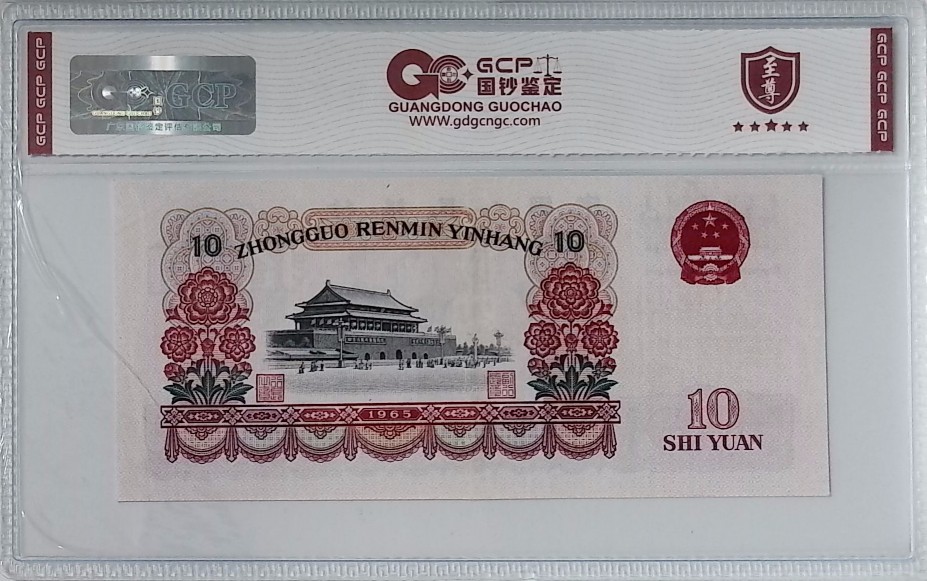 GCP GCP GCP
GCP
GCP
国钞鉴定
GUANGDONG GUOCHAO
WWW.gdgcngc.com
至尊
GCP GCP GCP
10
ZHONGGUO RENMIN YINHANG
10
1965
10
SHI YUAN